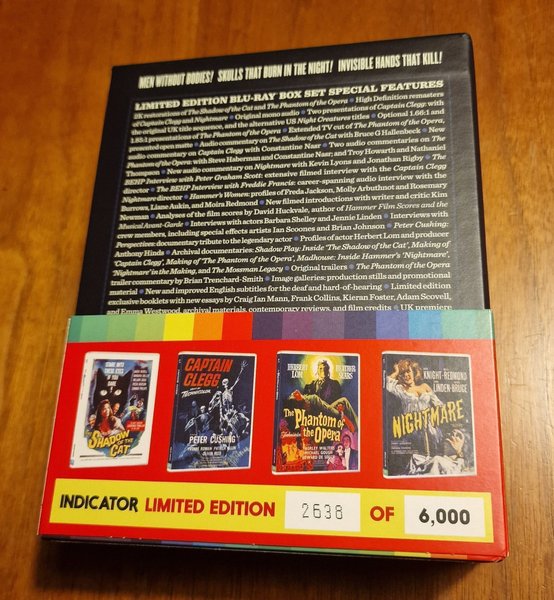 MEN WITHOUT BODIES! SKULLS THAT BURN IN THE NIGHT! INVISIBLE HANDS THAT KILL!
LIMITED EDITION BLU-RAY BOX SET SPECIAL FEATURES
UK restorations of The Shadow of the Cat and The Phantom of the Opera • High Definition remasters
of Captain Clegg and Nightmare • Original mono audio • Two presentations of Captain Clegg: with
the original UK title sequence, and the alternative US Night Creatures titles • Optional 1.66:1 and
1.85:1 presentations of The Phantom of the Opera • Extended TV cut of The Phantom of the Opera,
presented open matte • Audio commentary on The Shadow of the Cat with Bruce G Hallenbeck • New
audio commentary on Captain Clegg with Constantine Nasr • Two audio commentaries on The
Phantom of the Opera: with Steve Haberman and Constantine Nasr; and Troy Howarth and Nathaniel
Thompson • New audio commentary on Nightmare with Kevin Lyons and Jonathan Rigby • The
BEHP Interview with Peter Graham Scott: extensive filmed interview with the Captain Clegg
director • The BEHP Interview with Freddie Francis: career-spanning audio interview with the
Nightmare director • Hammer's Women: profiles of Freda Jackson, Molly Arbuthnot and Rosemary
Burrows, Liane Aukin, and Moira Redmond • New filmed introductions with writer and critic Kim
Newman • Analyses of the film scores by David Huckvale, author of Hammer Film Scores and the
Musical Avant-Garde • Interviews with actors Barbara Shelley and Jennie Linden • Interviews with
crew members, including special effects artists Ian Scoones and Brian Johnson • Peter Cushing:
Perspectives: documentary tribute to the legendary actor • Profiles of actor Herbert Lom and producer
Anthony Hinds • Archival documentaries: Shadow Play: Inside 'The Shadow of the Cat', Making of
'Captain Clegg', Making of 'The Phantom of the Opera', Madhouse: Inside Hammer's 'Nightmare',
'Nightmare' in the Making, and The Mossman Legacy • Original trailers • The Phantom of the Opera
trailer commentary by Brian Trenchard-Smith • Image galleries: production stills and promotional
material • New and improved English subtitles for the deaf and hard-of-hearing • Limited edition
exclusive booklets with new essays by Craig Ian Mann, Frank Collins, Kieran Foster, Adam Scovell,
and Emma Westwood, archival materials, contemporary reviews, and film credits • UK premiere
SHADOW
OF THE
CAT
CAPTAIN
CLEGG
PETER CUSHING
HERBERT
LOM
HEATHER
SEARS
The Phantom
of the Opera
THORLEY WALTERS
MICHAEL GOUGH
EDWARD DE SOUZA
KNIGHT·REDMOND
LINDEN·BRUCE
NIGHTMARE
INDICATOR LIMITED EDITION 2638 OF 6,000